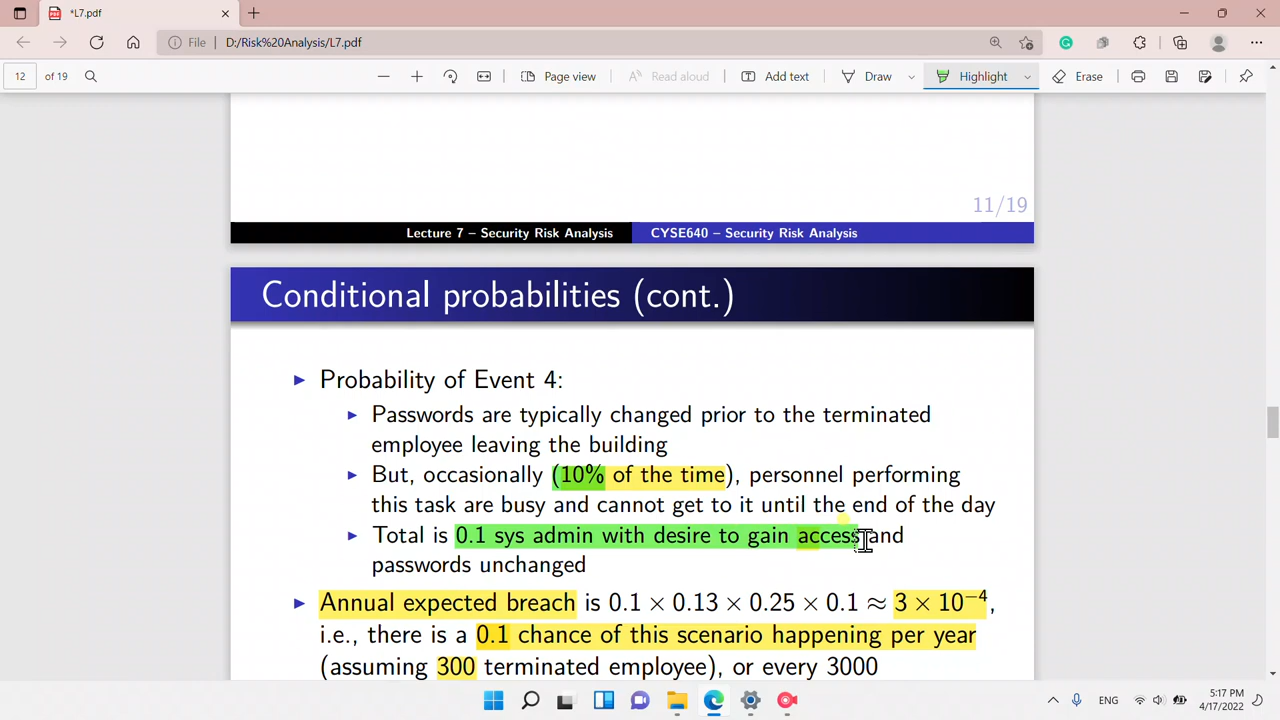 *L7.pdf
File D:/Risk%20Analysis/L7.pdf
12 of 19 Page view Read aloud Add text Draw Highlight Erase
11/19
Lecture 7 – Security Risk Analysis CYSE640 – Security Risk Analysis
Conditional probabilities (cont.)
▶ Probability of Event 4:
▶ Passwords are typically changed prior to the terminated
employee leaving the building
▶ But, occasionally (10% of the time), personnel performing
this task are busy and cannot get to it until the end of the day
▶ Total is 0.1 sys admin with desire to gain access and
passwords unchanged
▶ Annual expected breach is 0.1 × 0.13 × 0.25 × 0.1 ≈ 3 × 10⁻⁴,
i.e., there is a 0.1 chance of this scenario happening per year
(assuming 300 terminated employee), or every 3000
ENG 5:17 PM
4/17/2022